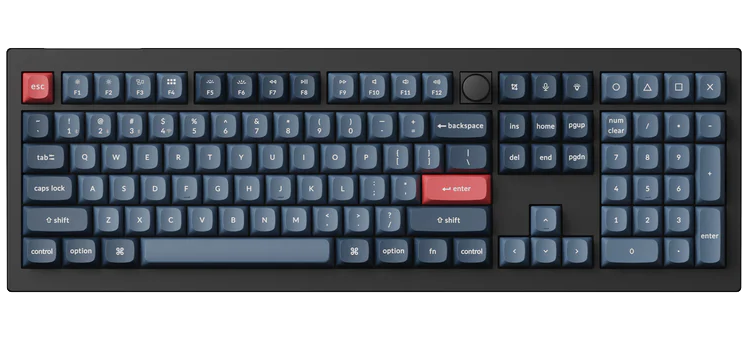 esc F1 F2 F3 F4 F5 F6 F7 F8 F9 F10 F11 F12
~ ! @ # $ % ^ & * ( ) _ + ← backspace ins home pgup num / * -
` 1 2 3 4 5 6 7 8 9 0 - = clear
tab Q W E R T Y U I O P { } | del end pgdn 7 8 9 +
[ ] \
caps lock A S D F G H J K L : " ↵ enter 4 5 6
; '
⇧ shift Z X C V B N M < > ? ⇧ shift ^ 1 2 3 enter
, . /
control option ⌘ ⌘ option fn control < ⌄ > 0 .